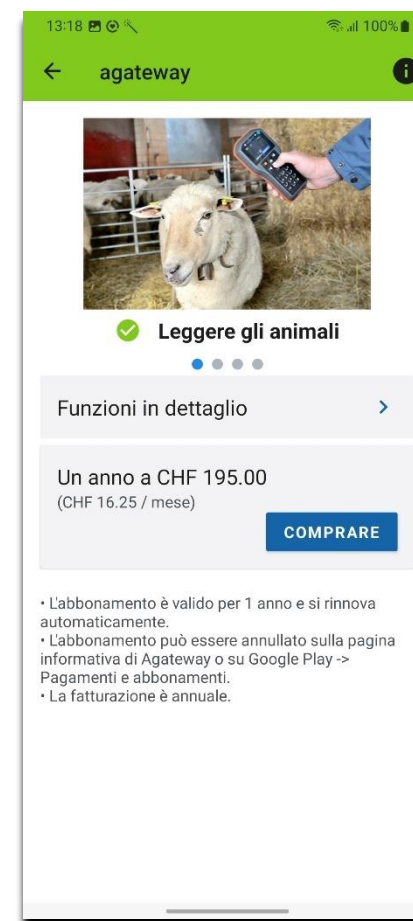 13:18 100%
agateway
Leggere gli animali
Funzioni in dettaglio
Un anno a CHF 195.00
(CHF 16.25 / mese)
COMPRARE
• L'abbonamento è valido per 1 anno e si rinnova
automaticamente.
• L'abbonamento può essere annullato sulla pagina
informativa di Agateway o su Google Play ->
Pagamenti e abbonamenti.
• La fatturazione è annuale.